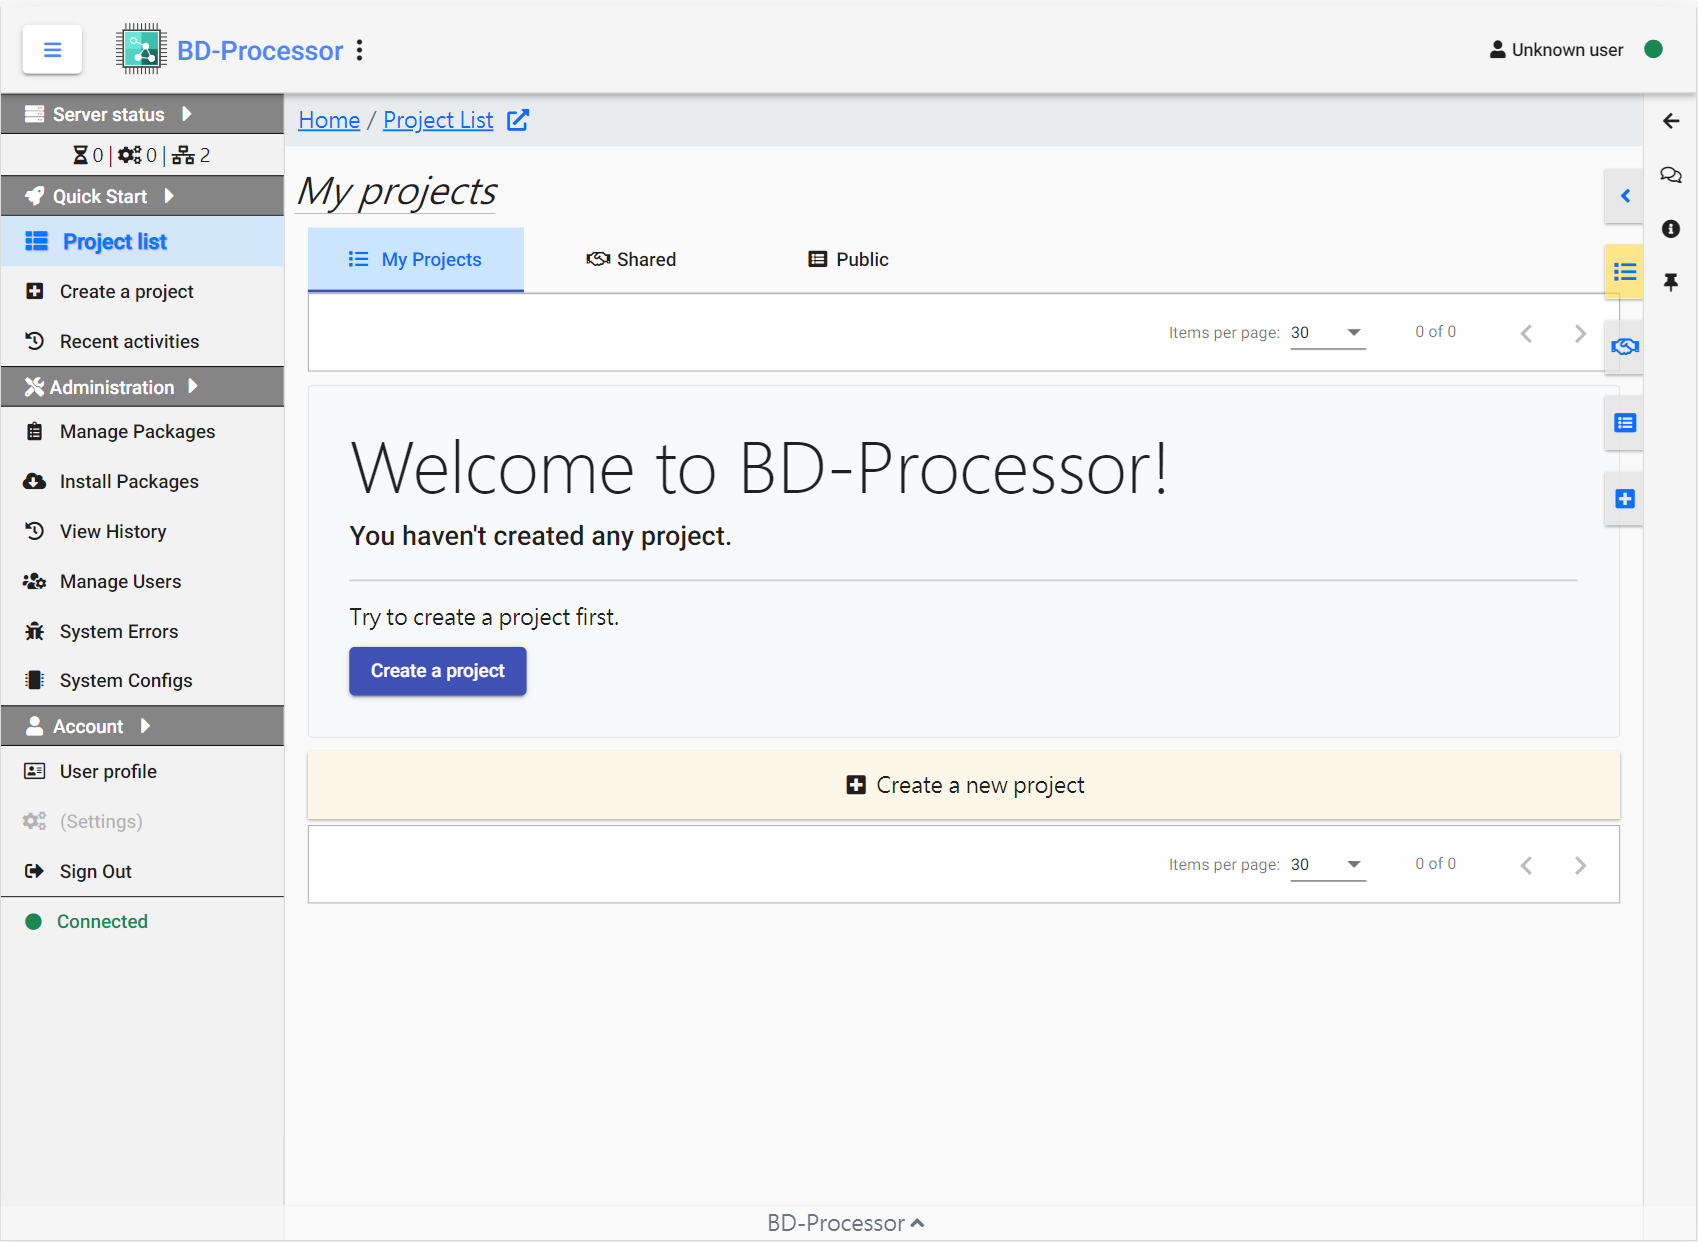 BD-Processor
Unknown user
Server status
0 | 0 | 2
Quick Start
Project list
Create a project
Recent activities
Administration
Manage Packages
Install Packages
View History
Manage Users
System Errors
System Configs
Account
User profile
(Settings)
Sign Out
Connected
Home / Project List
My projects
My Projects
Shared
Public
Items per page: 30
0 of 0
Welcome to BD-Processor!
You haven't created any project.
Try to create a project first.
Create a project
Create a new project
Items per page: 30
0 of 0
BD-Processor